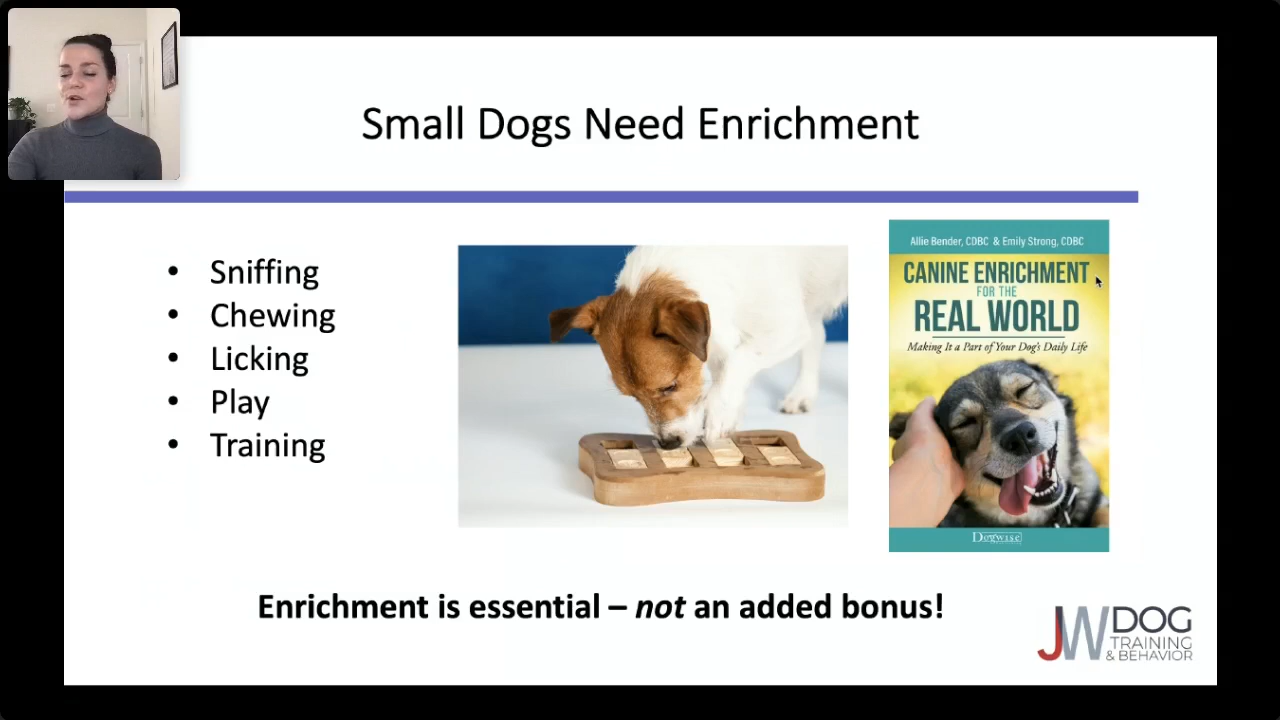 Small Dogs Need Enrichment
• Sniffing
• Chewing
• Licking
• Play
• Training
Allie Bender, CDBC & Emily Strong, CDBC
CANINE ENRICHMENT
FOR THE
REAL WORLD
Making It a Part of Your Dog's Daily Life
Dogwise
Enrichment is essential – not an added bonus!
JW DOG
TRAINING
& BEHAVIOR